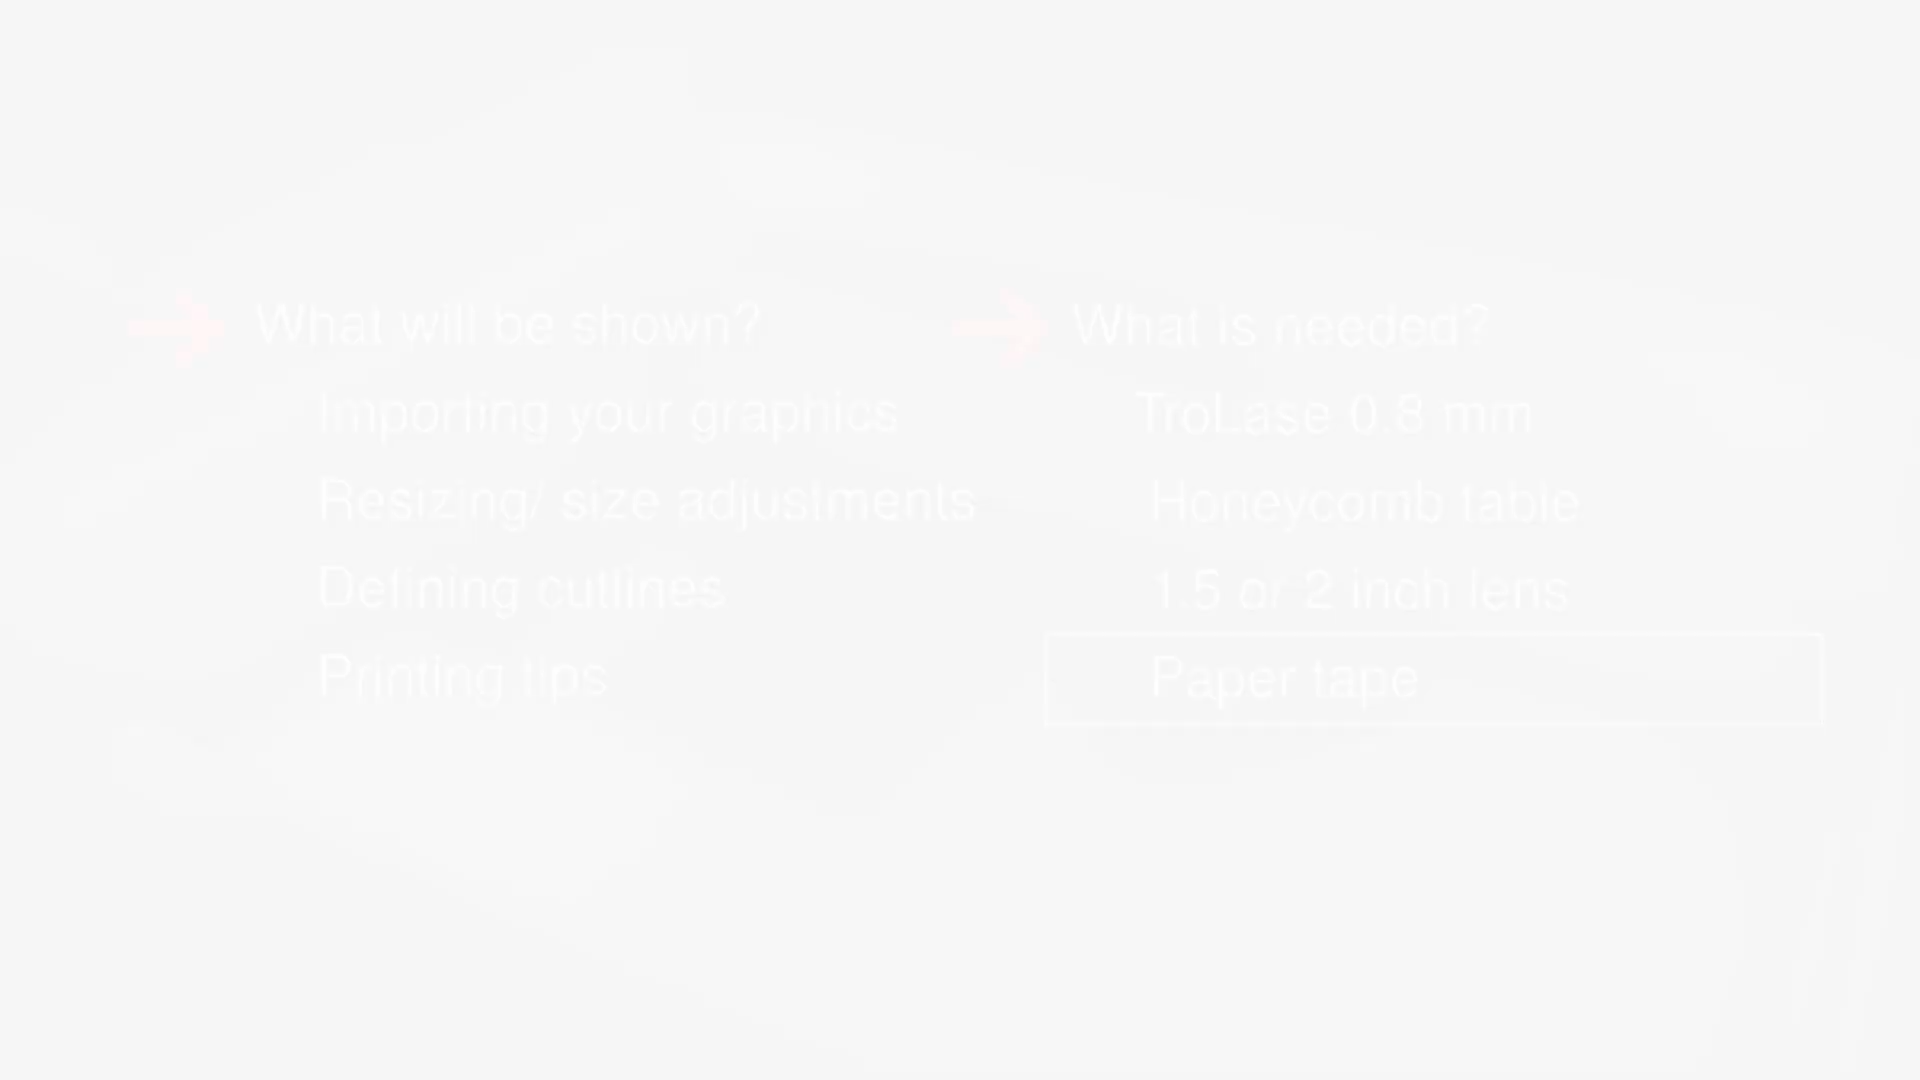 What will be shown?
Importing your graphics
Resizing/ size adjustments
Defining cutlines
Printing tips
What is needed?
TroLase 0.8 mm
Honeycomb table
1.5 or 2 inch lens
Paper tape